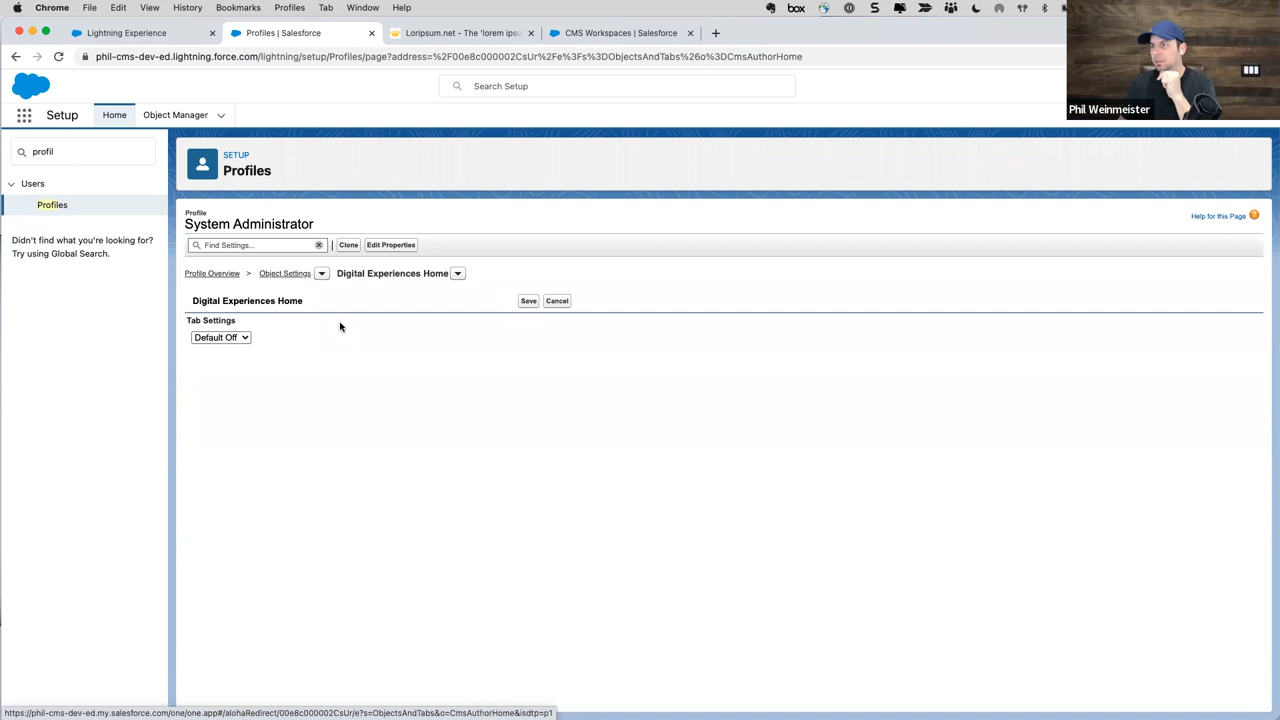 Chrome File Edit View History Bookmarks Profiles Tab Window Help box
Lightning Experience Profiles | Salesforce Loripsum.net - The 'lorem ipsu CMS Workspaces | Salesforce
phil-cms-dev-ed.lightning.force.com/lightning/setup/Profiles/page?address=%2F00e8c000002CsUr%2Fe%3Fs%3DObjectsAndTabs%26o%3DCmsAuthorHome
Search Setup
Phil Weinmeister
Setup Home Object Manager
profil
Users
Profiles
Didn't find what you're looking for?
Try using Global Search.
SETUP
Profiles
Profile
System Administrator
Help for this Page ?
Find Settings... | Clone Edit Properties
Profile Overview > Object Settings Digital Experiences Home
Digital Experiences Home Save Cancel
Tab Settings
Default Off
https://phil-cms-dev-ed.my.salesforce.com/one/one.app#/alohaRedirect/00e8c000002CsUr/e?s=ObjectsAndTabs&o=CmsAuthorHome&isdtp=p1